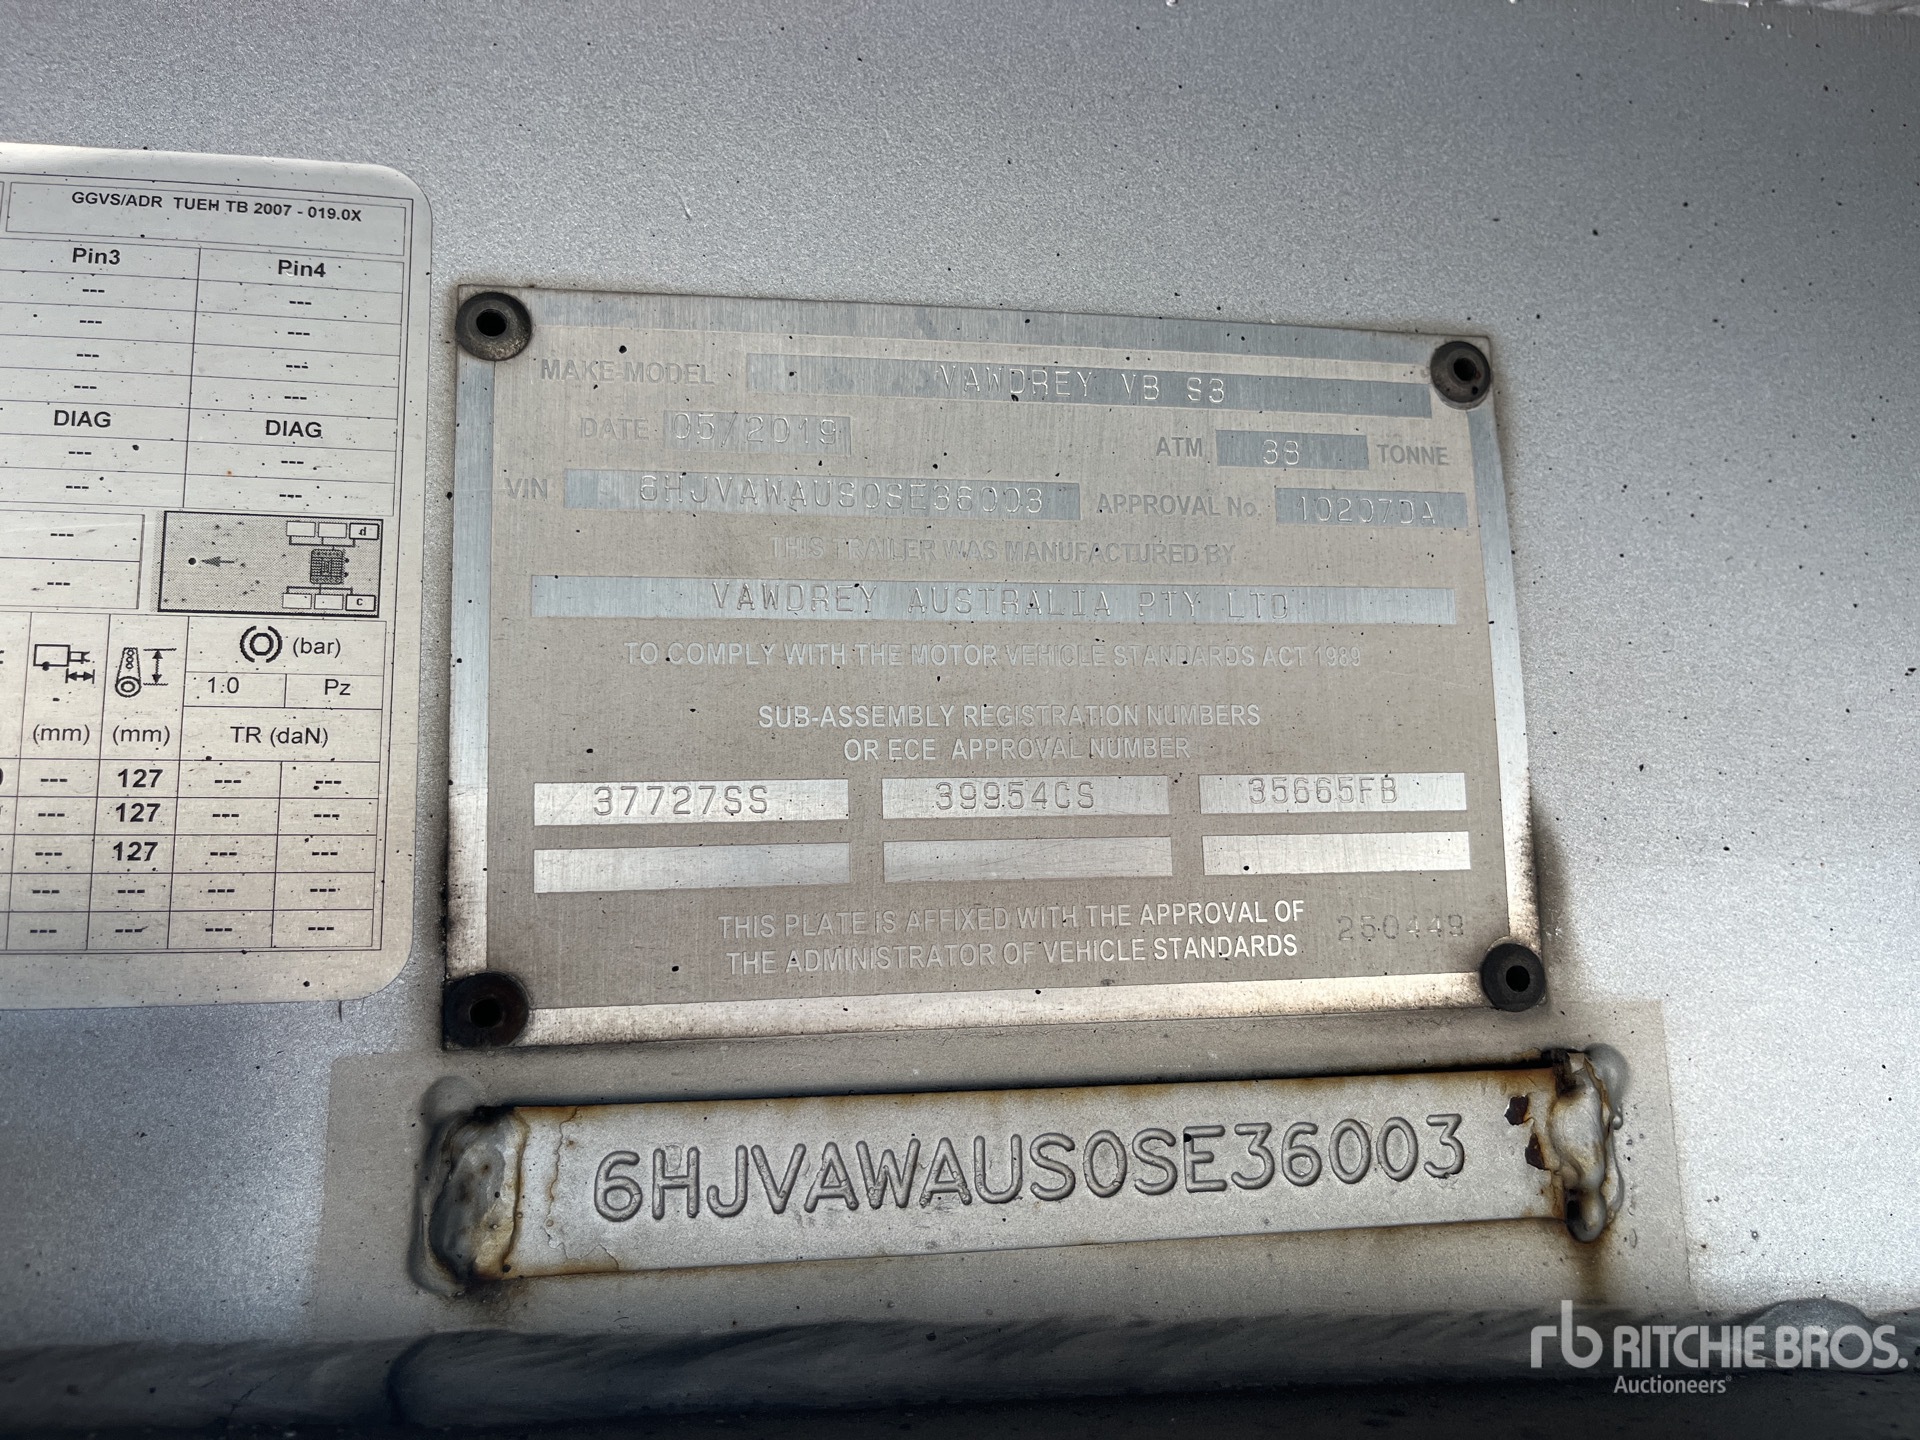 GGVS/ADR TUEH TB 2007 - 019.0X
Pin3 Pin4
--- ---
--- ---
--- ---
--- ---
DIAG DIAG
--- ---
--- ---
---
---
d
c
(bar)
1.0 Pz
(mm) (mm) TR (daN)
--- 127 --- ---
--- 127 --- ---
--- 127 --- ---
--- --- --- ---
--- --- --- ---
MAKE-MODEL VAWDREY VB S3
DATE 05/2019 ATM 38 TONNE
VIN 6HJVAWAUS0SE36003 APPROVAL No. 10207DA
THIS TRAILER WAS MANUFACTURED BY
VAWDREY AUSTRALIA PTY LTD
TO COMPLY WITH THE MOTOR VEHICLE STANDARDS ACT 1989
SUB-ASSEMBLY REGISTRATION NUMBERS
OR ECE APPROVAL NUMBER
37727SS 39954CS 35665FB
THIS PLATE IS AFFIXED WITH THE APPROVAL OF
THE ADMINISTRATOR OF VEHICLE STANDARDS
250449
6HJVAWAUS0SE36003
rb RITCHIE BROS.
Auctioneers